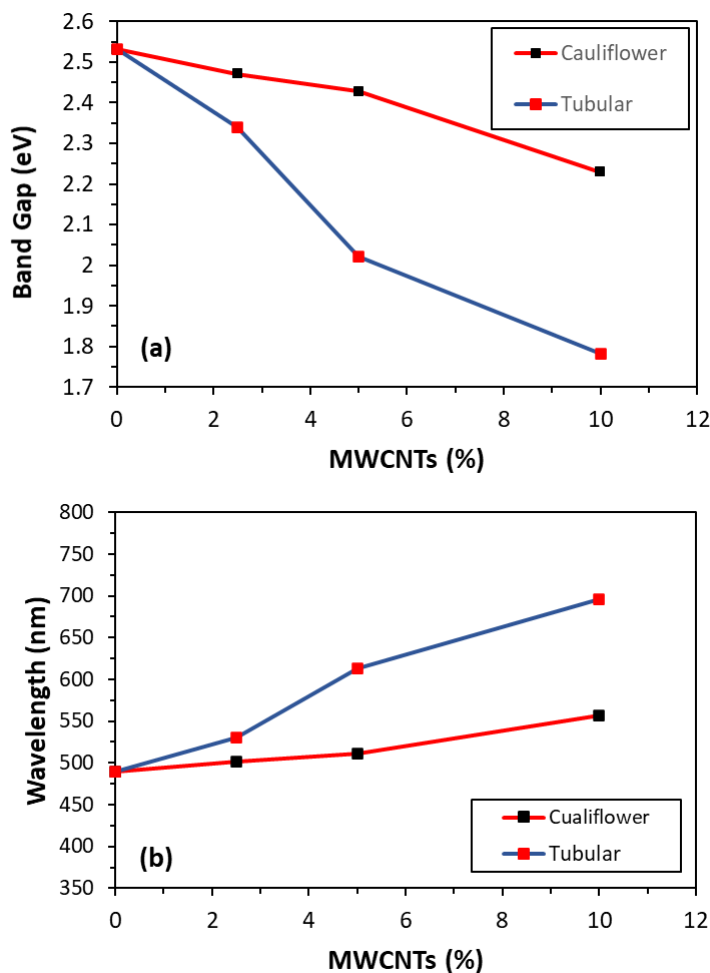 2.6
2.5
2.4
2.3
2.2
2.1
2
1.9
1.8
1.7
Band Gap (eV)
Cauliflower
Tubular
(a)
0 2 4 6 8 10 12
MWCNTs (%)
800
750
700
650
600
550
500
450
400
350
Wavelength (nm)
Cualiflower
Tubular
(b)
0 2 4 6 8 10 12
MWCNTs (%)